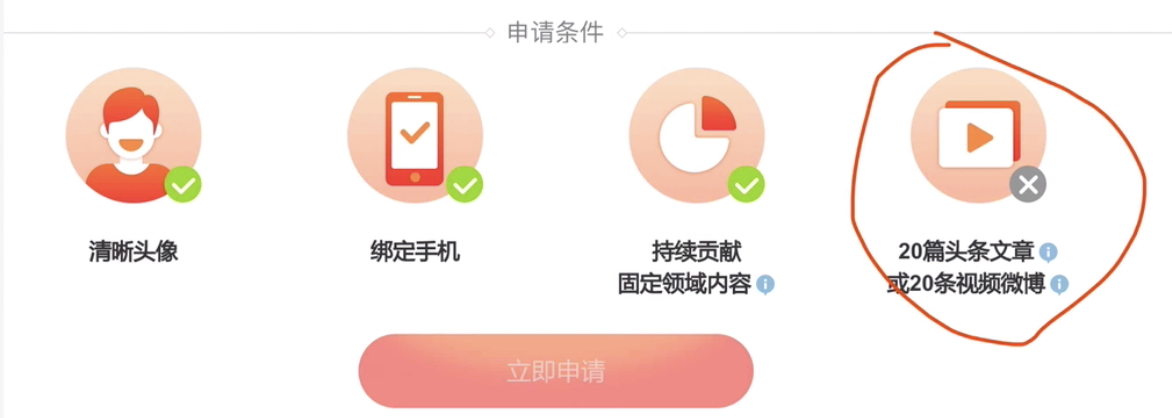 申请条件
清晰头像
绑定手机
持续贡献
固定领域内容
20篇头条文章
或20条视频微博
立即申请